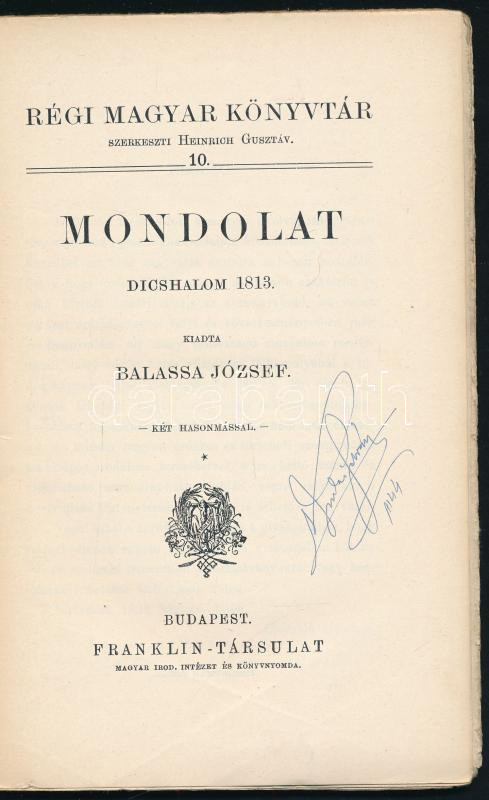 RÉGI MAGYAR KÖNYVTÁR
SZERKESZTI HEINRICH GUSZTÁV.
10.
MONDOLAT
DICSHALOM 1813.
KIADTA
BALASSA JÓZSEF.
darabanth
— KÉT HASONMÁSSAL. —
*
BUDAPEST.
FRANKLIN-TÁRSULAT
MAGYAR IROD. INTÉZET ÉS KÖNYVNYOMDA.